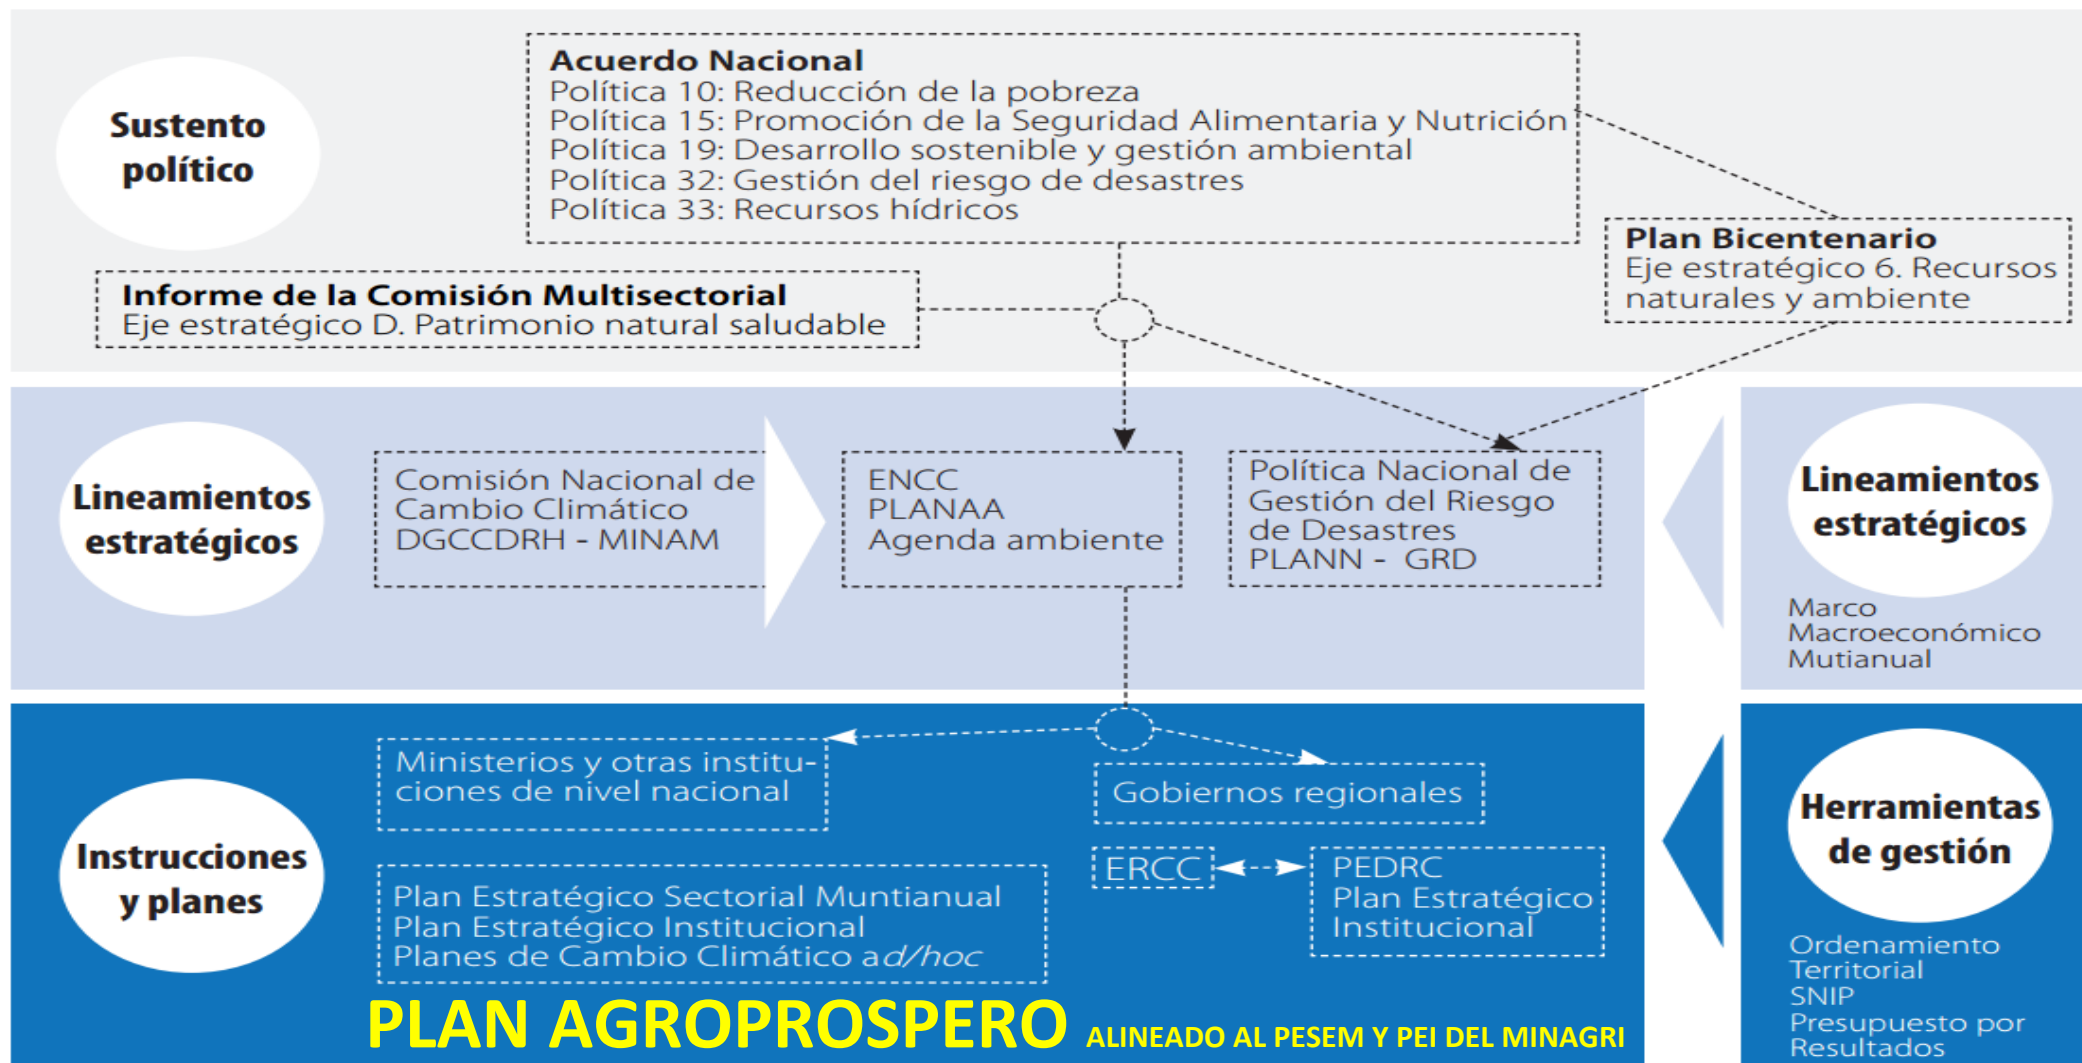 Sustento
político
Acuerdo Nacional
Política 10: Reducción de la pobreza
Política 15: Promoción de la Seguridad Alimentaria y Nutrición
Política 19: Desarrollo sostenible y gestión ambiental
Política 32: Gestión del riesgo de desastres
Política 33: Recursos hídricos
Plan Bicentenario
Eje estratégico 6. Recursos
naturales y ambiente
Informe de la Comisión Multisectorial
Eje estratégico D. Patrimonio natural saludable
Lineamientos
estratégicos
Comisión Nacional de
Cambio Climático
DGCCDRH - MINAM
ENCC
PLANAA
Agenda ambiente
Política Nacional de
Gestión del Riesgo
de Desastres
PLANN - GRD
Lineamientos
estratégicos
Marco
Macroeconómico
Mutianual
Instrucciones
y planes
Ministerios y otras institu-
ciones de nivel nacional
Gobiernos regionales
Plan Estratégico Sectorial Muntianual
Plan Estratégico Institucional
Planes de Cambio Climático ad/hoc
ERCC
PEDRC
Plan Estratégico
Institucional
Herramientas
de gestión
Ordenamiento
Territorial
SNIP
Presupuesto por
Resultados
PLAN AGROPROSPERO ALINEADO AL PESEM Y PEI DEL MINAGRI